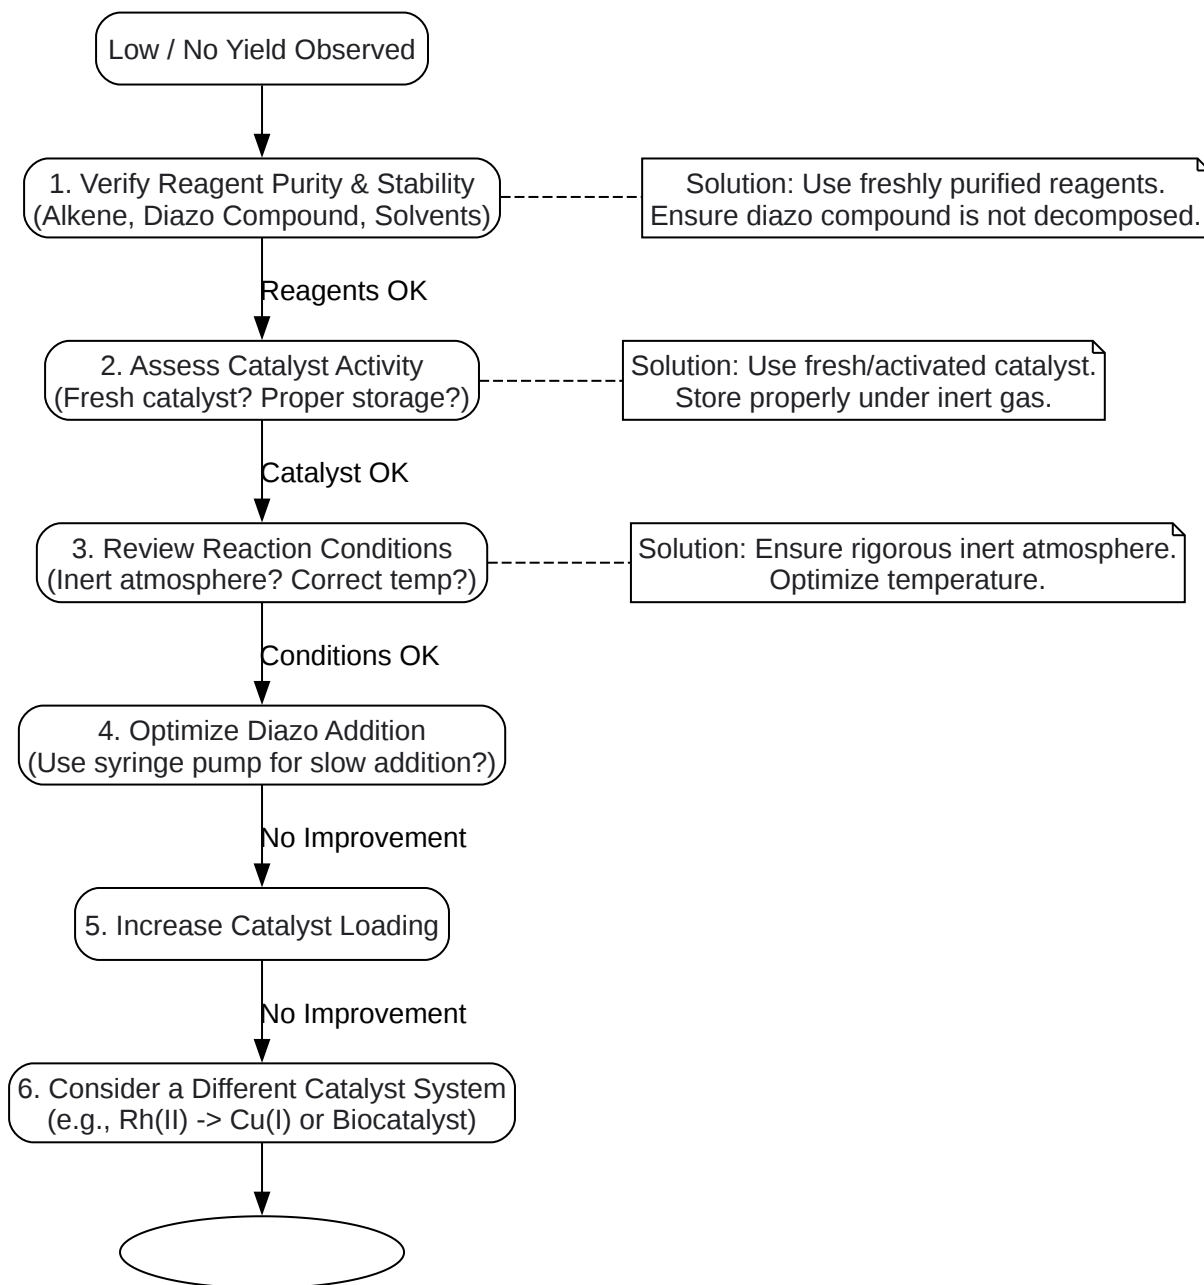 Low / No Yield Observed
1. Verify Reagent Purity & Stability
(Alkene, Diazo Compound, Solvents)
Solution: Use freshly purified reagents.
Ensure diazo compound is not decomposed.
Reagents OK
2. Assess Catalyst Activity
(Fresh catalyst? Proper storage?)
Solution: Use fresh/activated catalyst.
Store properly under inert gas.
Catalyst OK
3. Review Reaction Conditions
(Inert atmosphere? Correct temp?)
Solution: Ensure rigorous inert atmosphere.
Optimize temperature.
Conditions OK
4. Optimize Diazo Addition
(Use syringe pump for slow addition?)
No Improvement
5. Increase Catalyst Loading
No Improvement
6. Consider a Different Catalyst System
(e.g., Rh(II) -> Cu(I) or Biocatalyst)